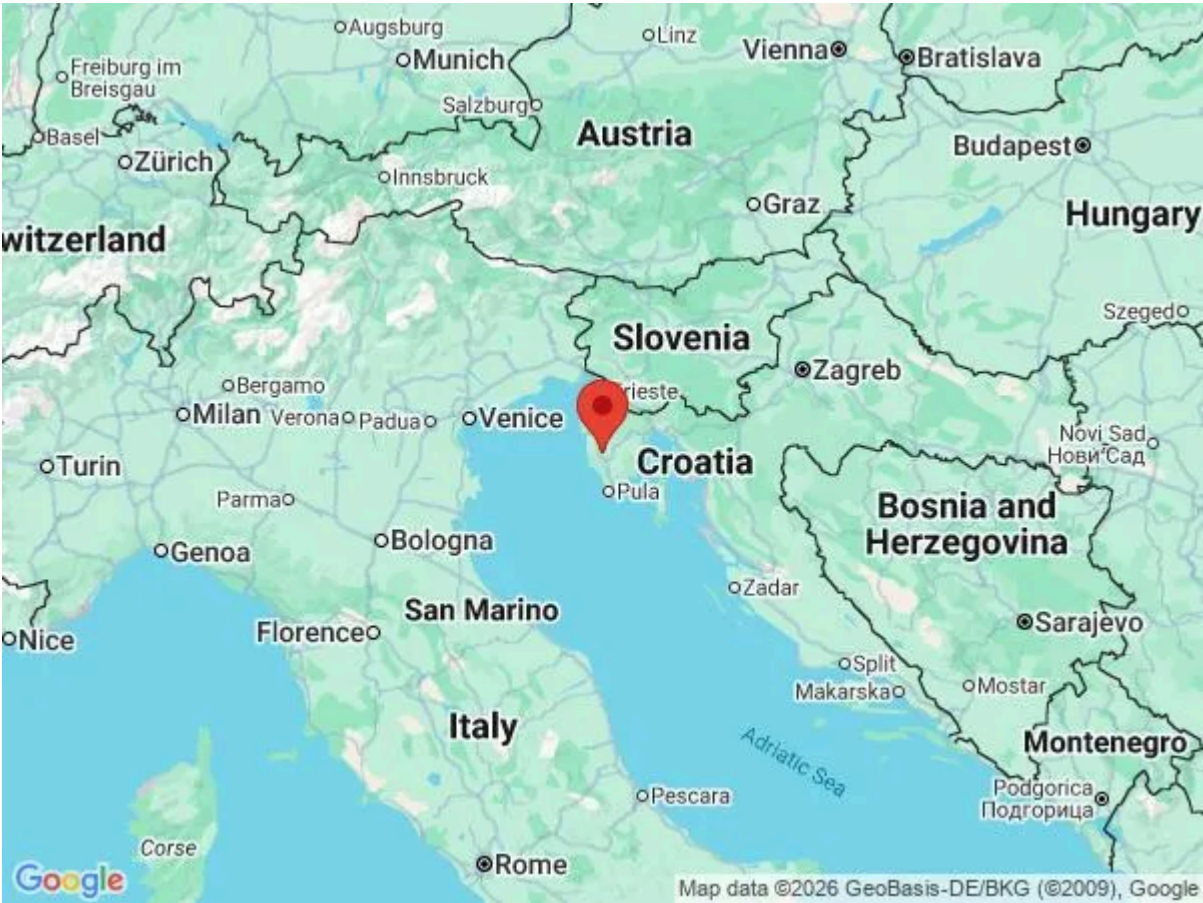 Augsburg
Linz
Vienna
Bratislava
Munich
Freiburg im
Breisgau
Salzburg
Basel
Austria
Zürich
Budapest
Innsbruck
Graz
Hungary
witzerland
Szeged
Slovenia
Zagreb
Bergamo
rieste
Milan
Verona
Padua
Venice
Novi Sad
Нови Сад
Turin
Croatia
Parma
Pula
Bosnia and
Herzegovina
Bologna
Genoa
Zadar
San Marino
Sarajevo
Florence
Nice
Split
Makarska
Mostar
Italy
Adriatic Sea
Montenegro
Podgorica
Подгорица
Pescara
Corse
Rome
Google
Map data ©2026 GeoBasis-DE/BKG (©2009), Google